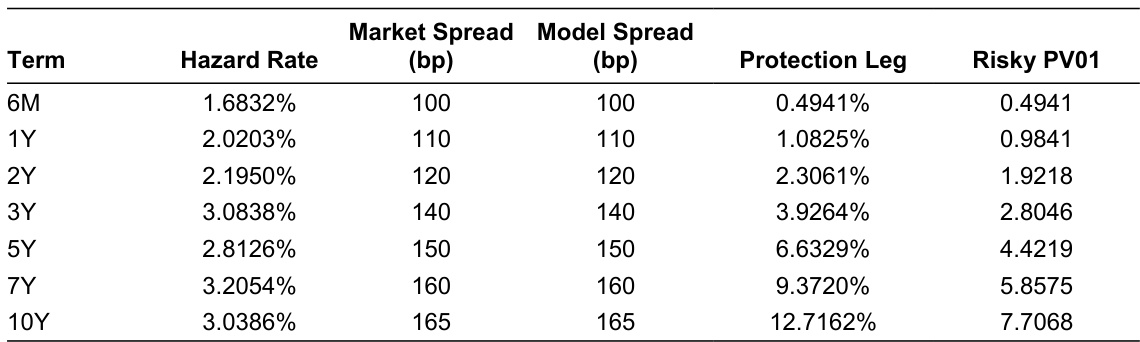 Term Hazard Rate Market Spread (bp) Model Spread (bp) Protection Leg Risky PV01
6M 1.6832% 100 100 0.4941% 0.4941
1Y 2.0203% 110 110 1.0825% 0.9841
2Y 2.1950% 120 120 2.3061% 1.9218
3Y 3.0838% 140 140 3.9264% 2.8046
5Y 2.8126% 150 150 6.6329% 4.4219
7Y 3.2054% 160 160 9.3720% 5.8575
10Y 3.0386% 165 165 12.7162% 7.7068